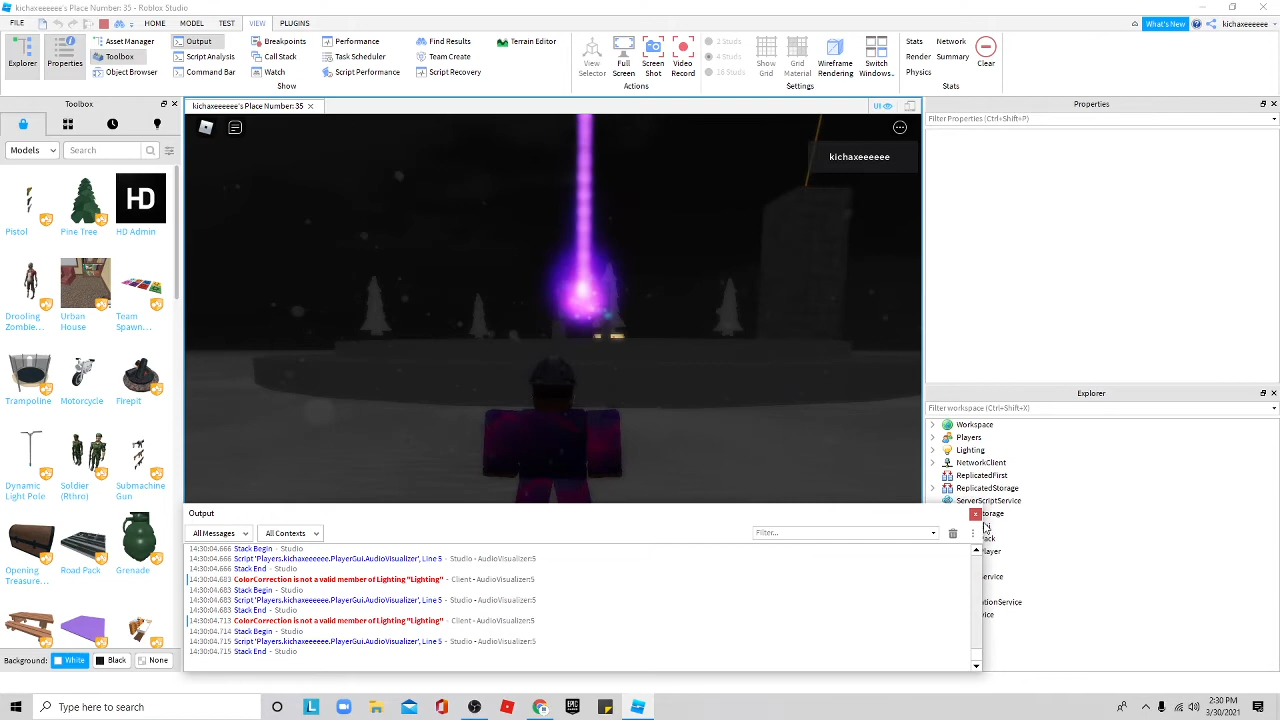 kichaxeeeeee's Place Number: 35 - Roblox Studio
FILE HOME MODEL TEST VIEW PLUGINS What's New kichaxeeeeee
Explorer Properties Asset Manager Toolbox Object Browser
Output Script Analysis Command Bar
Breakpoints Call Stack Watch
Show
Performance Task Scheduler Script Performance
Find Results Team Create Script Recovery
Terrain Editor
View Selector Full Screen Screen Shot Video Record
Actions
2 Studs
4 Studs
16 Studs
Show Grid Grid Material Wireframe Rendering Switch Windows..
Settings
Stats Network
Render Summary
Physics
Clear
Stats
Toolbox
Models Search
Pistol Pine Tree HD Admin
HD
Drooling Zombie... Urban House Team Spawn...
Trampoline Motorcycle Firepit
Dynamic Light Pole Soldier (Rthro) Submachine Gun
Opening Treasure... Road Pack Grenade
Background: White Black None
kichaxeeeeee's Place Number: 35
UI
kichaxeeeeee
Output
All Messages All Contexts Filter...
14:30:04.666 Stack Begin - Studio
14:30:04.666 Script 'Players.kichaxeeeeee.PlayerGui.AudioVisualizer', Line 5 - Studio - AudioVisualizer:5
14:30:04.666 Stack End - Studio
14:30:04.683 ColorCorrection is not a valid member of Lighting "Lighting" - Client - AudioVisualizer:5
14:30:04.683 Stack Begin - Studio
14:30:04.683 Script 'Players.kichaxeeeeee.PlayerGui.AudioVisualizer', Line 5 - Studio - AudioVisualizer:5
14:30:04.683 Stack End - Studio
14:30:04.713 ColorCorrection is not a valid member of Lighting "Lighting" - Client - AudioVisualizer:5
14:30:04.714 Stack Begin - Studio
14:30:04.715 Script 'Players.kichaxeeeeee.PlayerGui.AudioVisualizer', Line 5 - Studio - AudioVisualizer:5
14:30:04.715 Stack End - Studio
Properties
Filter Properties (Ctrl+Shift+P)
Explorer
Filter workspace (Ctrl+Shift+X)
Workspace
Players
Lighting
NetworkClient
ReplicatedFirst
ReplicatedStorage
ServerScriptService
Type here to search
2:30 PM
3/30/2021